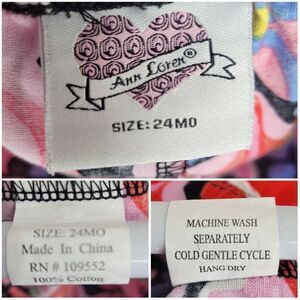 Ann Loren®
SIZE: 24MO
SIZE: 24MO
Made In China
RN # 109552
100% Cotton
MACHINE WASH
SEPARATELY
COLD GENTLE CYCLE
HANG DRY